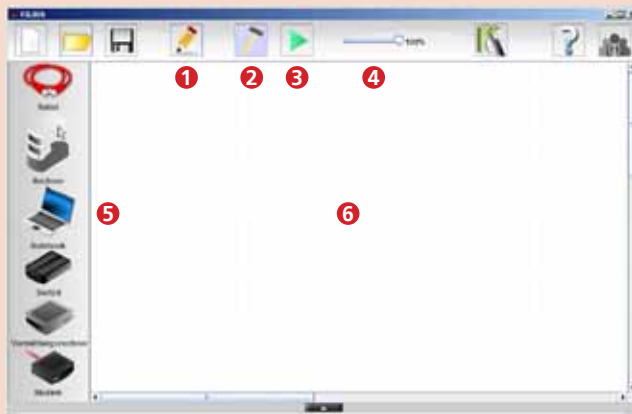 FILIUS
1 2 3 4
100%
Kabel
Rechner
5 6
Notebook
Switch
Vermittlungsrechner
Modem